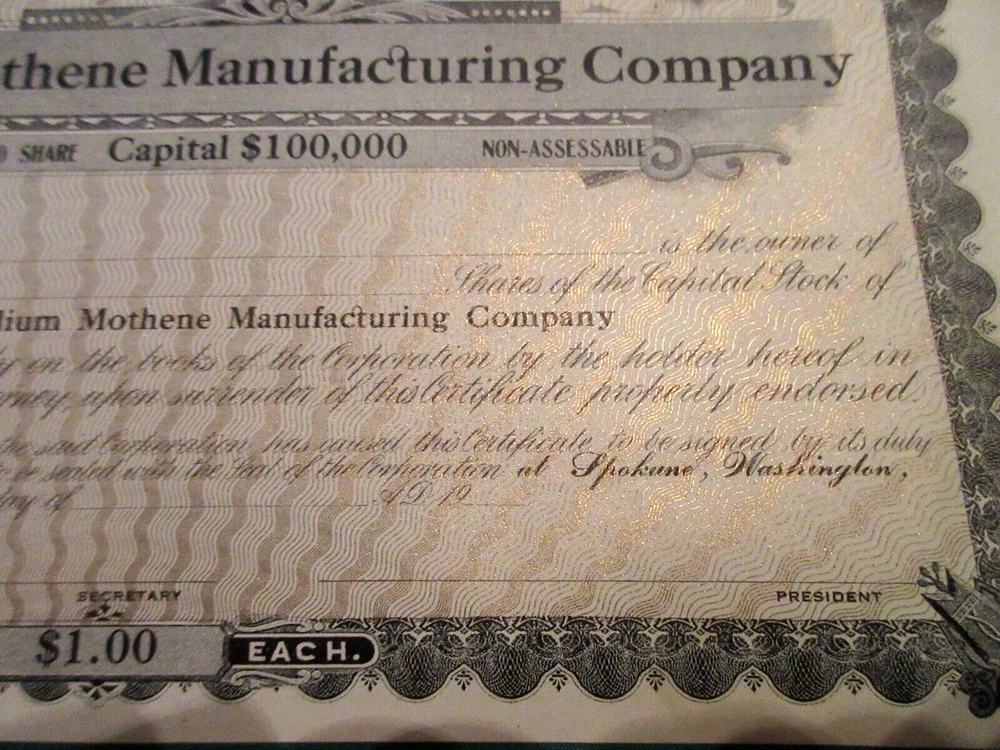 thene Manufacturing Company
SHARE Capital $100,000 NON-ASSESSABLE
is the owner of
Shares of the Capital Stock of
lium Mothene Manufacturing Company
on the books of the Corporation by the holder hereof in
upon surrender of this Certificate properly endorsed.
the said Corporation has caused this Certificate to be signed by its duly
to be sealed with the Seal of the Corporation at Spokane, Washington,
day of A.D. 19
SECRETARY PRESIDENT
$1.00 EACH.